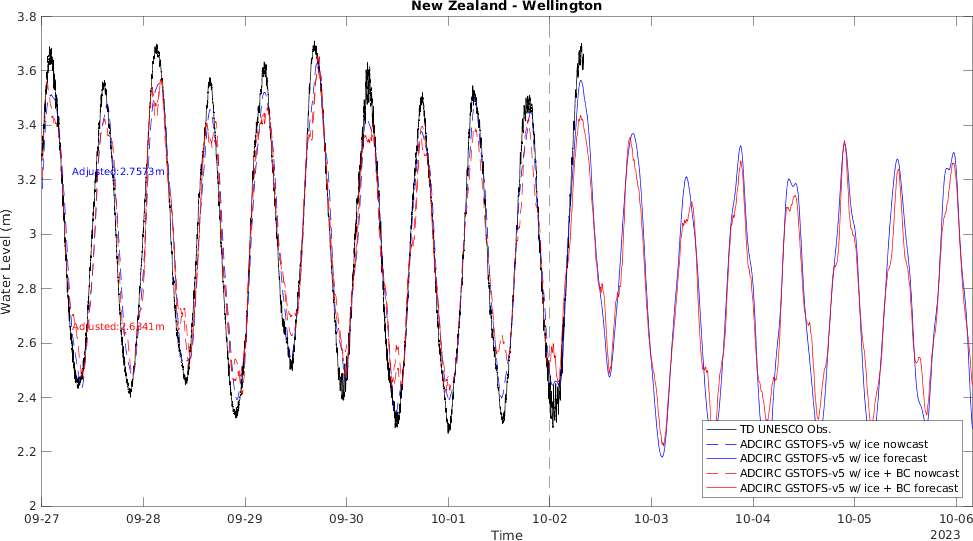 New Zealand - Wellington
3.8
3.6
3.4
3.2
3
2.8
2.6
2.4
2.2
2
Water Level (m)
Adjusted:2.7573m
Adjusted:2.6341m
TD UNESCO Obs.
ADCIRC GSTOFS-v5 w/ ice nowcast
ADCIRC GSTOFS-v5 w/ ice forecast
ADCIRC GSTOFS-v5 w/ ice + BC nowcast
ADCIRC GSTOFS-v5 w/ ice + BC forecast
09-27 09-28 09-29 09-30 10-01 10-02 10-03 10-04 10-05 10-06
Time
2023